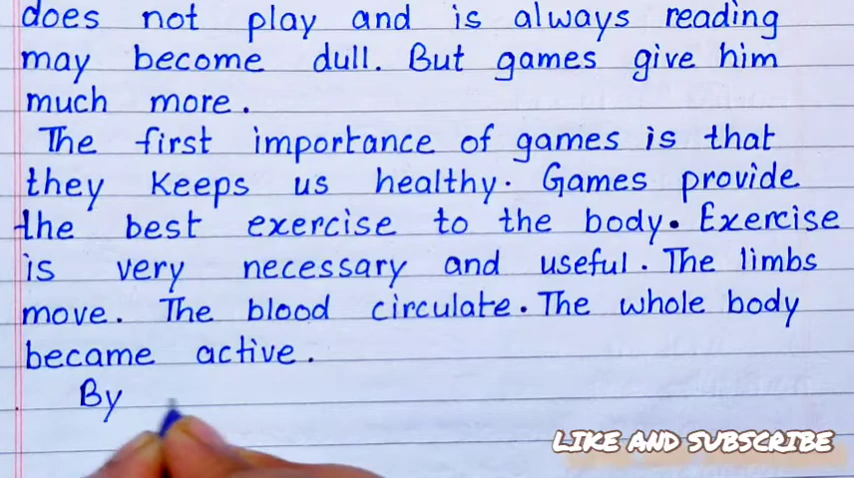 does not play and is always reading
may become dull. But games give him
much more.
The first importance of games is that
they keeps us healthy. Games provide
the best exercise to the body. Exercise
is very necessary and useful. The limbs
move. The blood circulate. The whole body
became active.
By
LIKE AND SUBSCRIBE